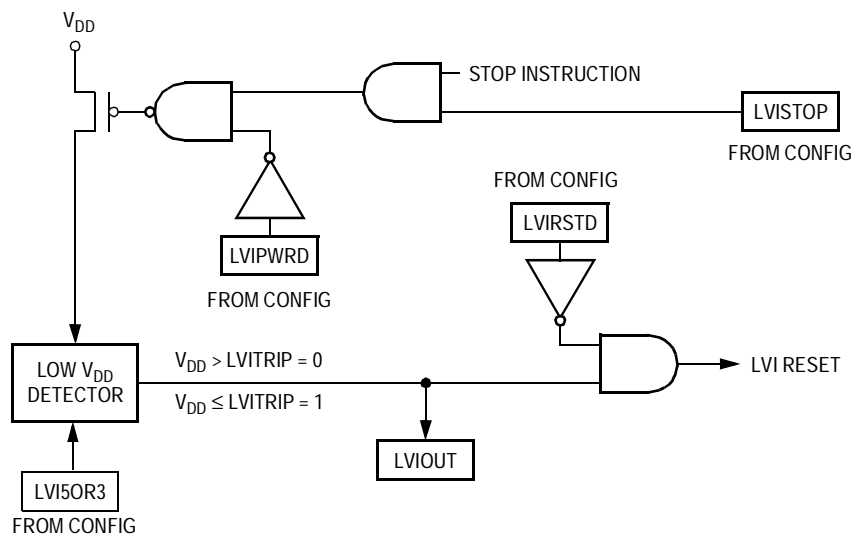 VDD
STOP INSTRUCTION
LVISTOP
FROM CONFIG
FROM CONFIG
LVIRSTD
LVIPWRD
FROM CONFIG
LOW VDD
DETECTOR
VDD > LVITRIP = 0
VDD ≤ LVITRIP = 1
LVI RESET
LVIOUT
LVI5OR3
FROM CONFIG